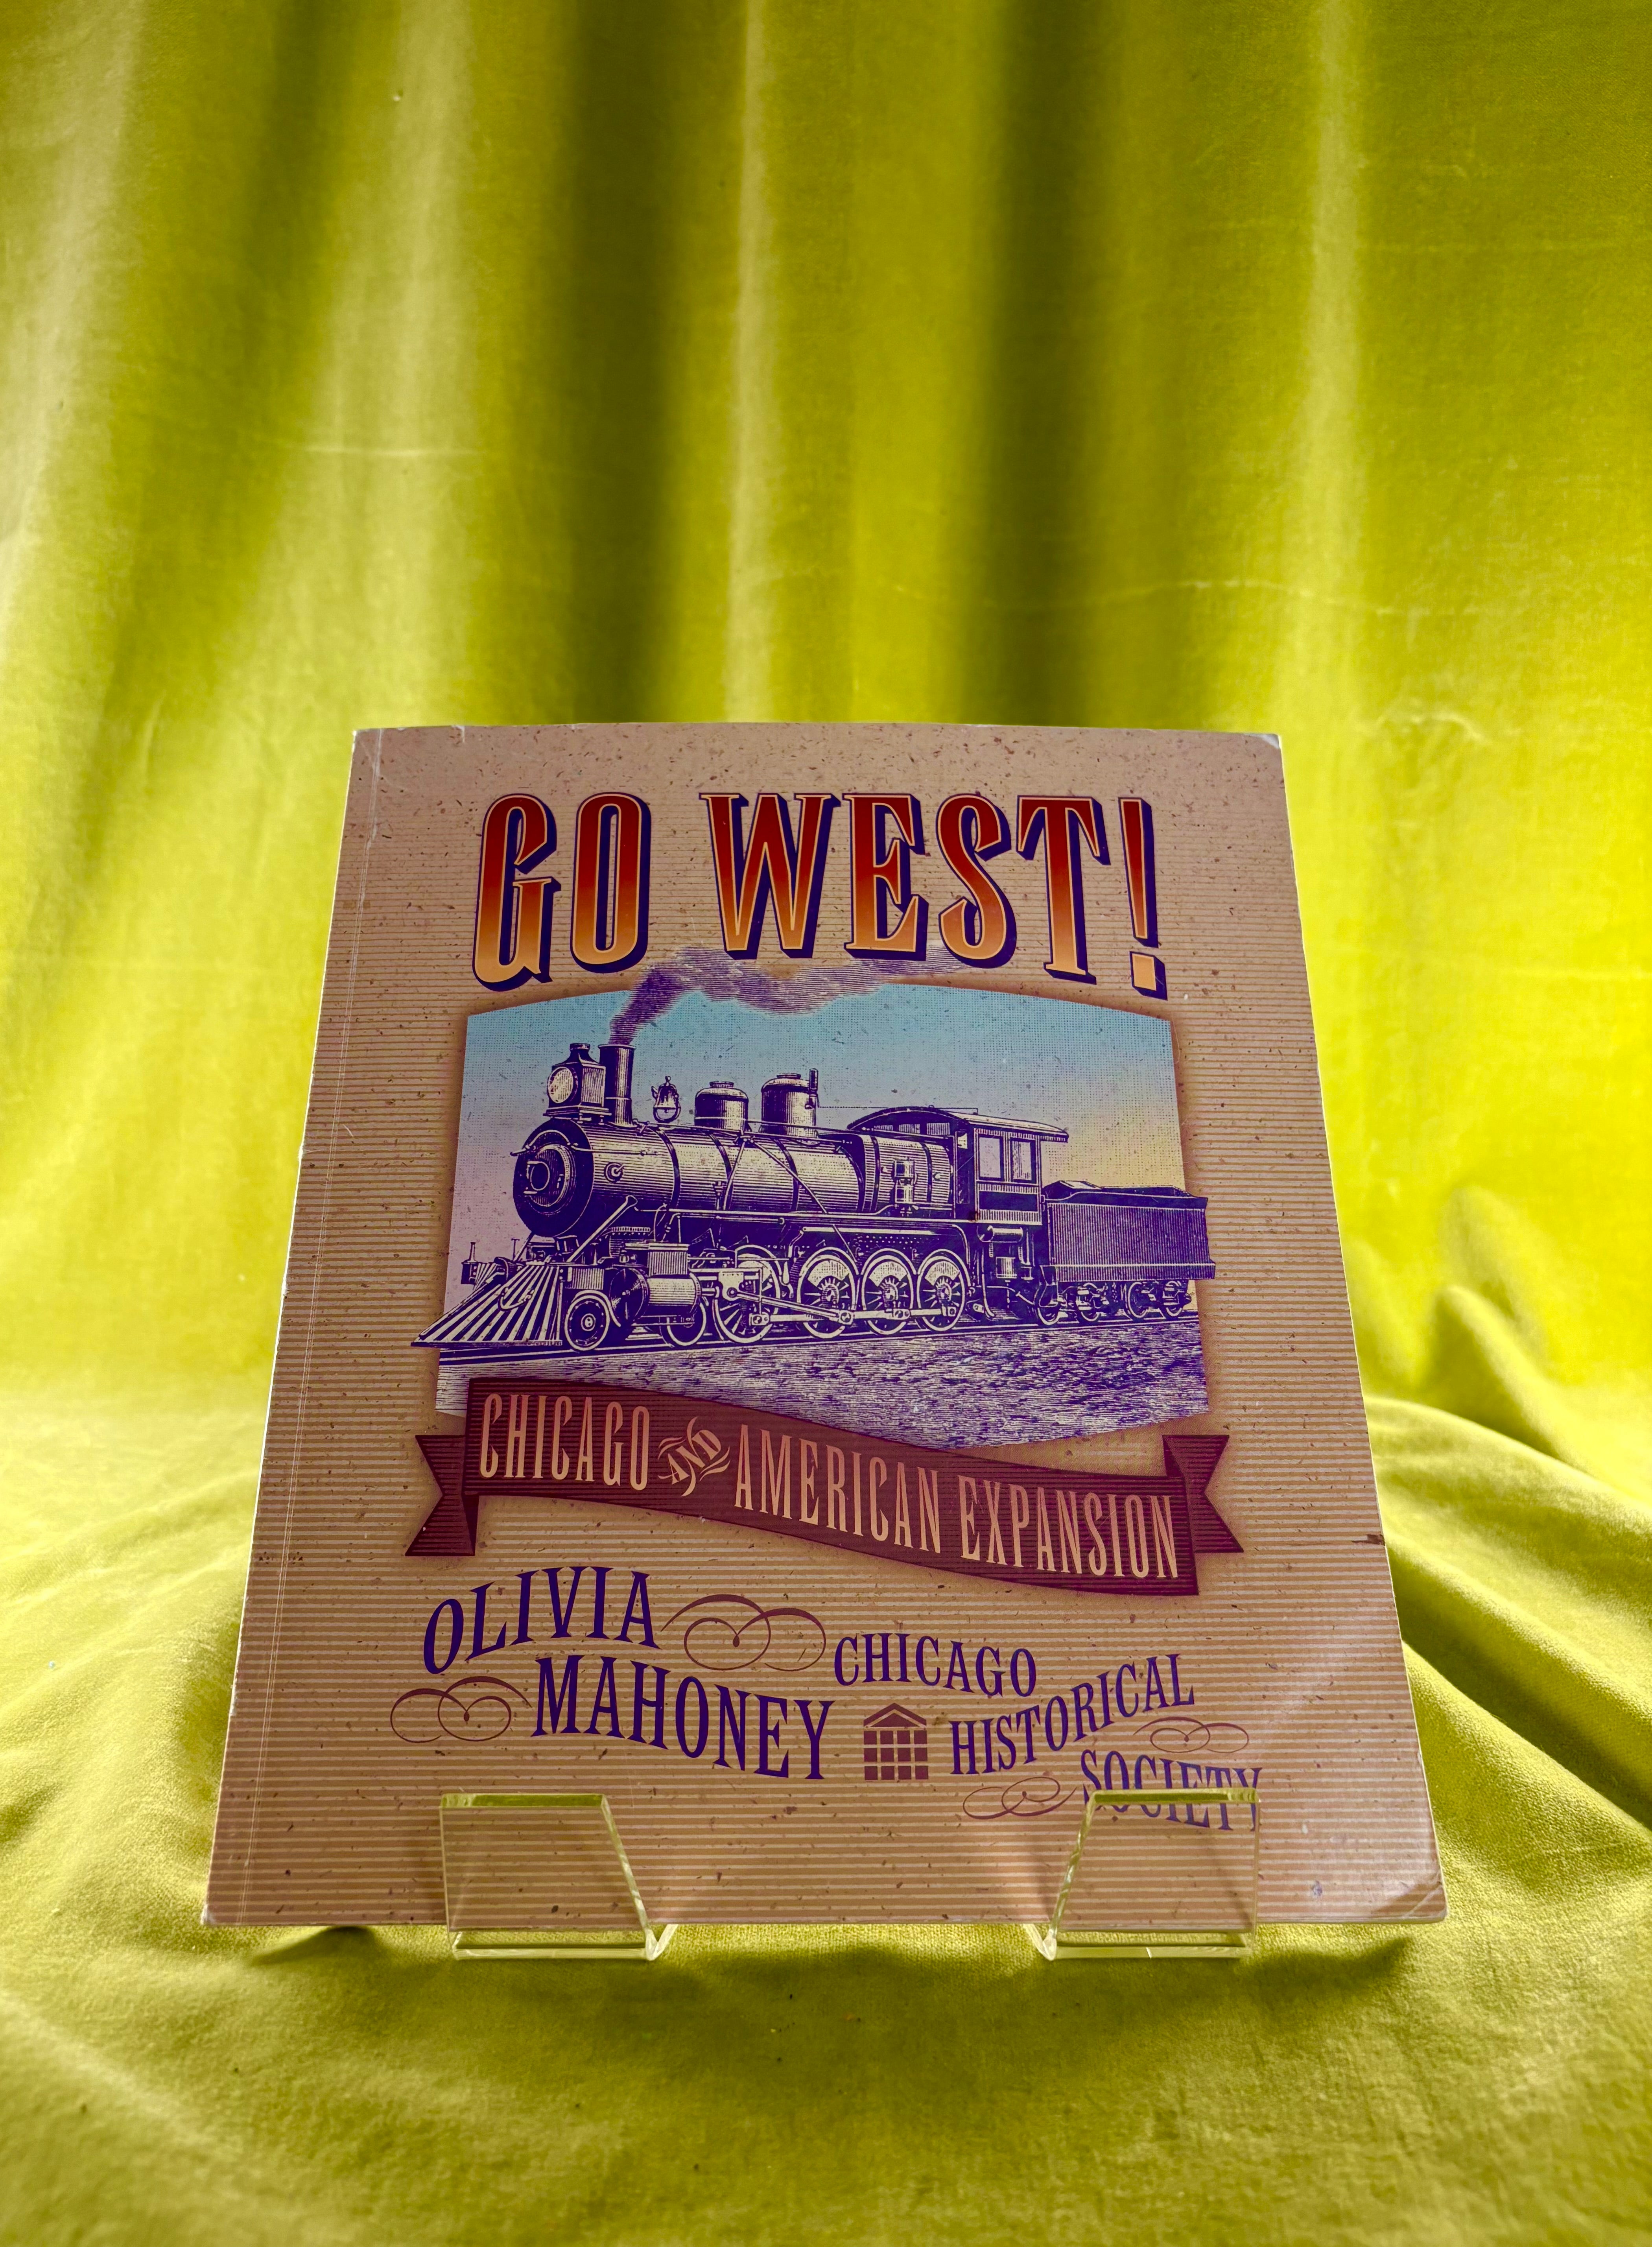 GO WEST!
CHICAGO AND AMERICAN EXPANSION
OLIVIA
MAHONEY
CHICAGO
HISTORICAL
SOCIETY